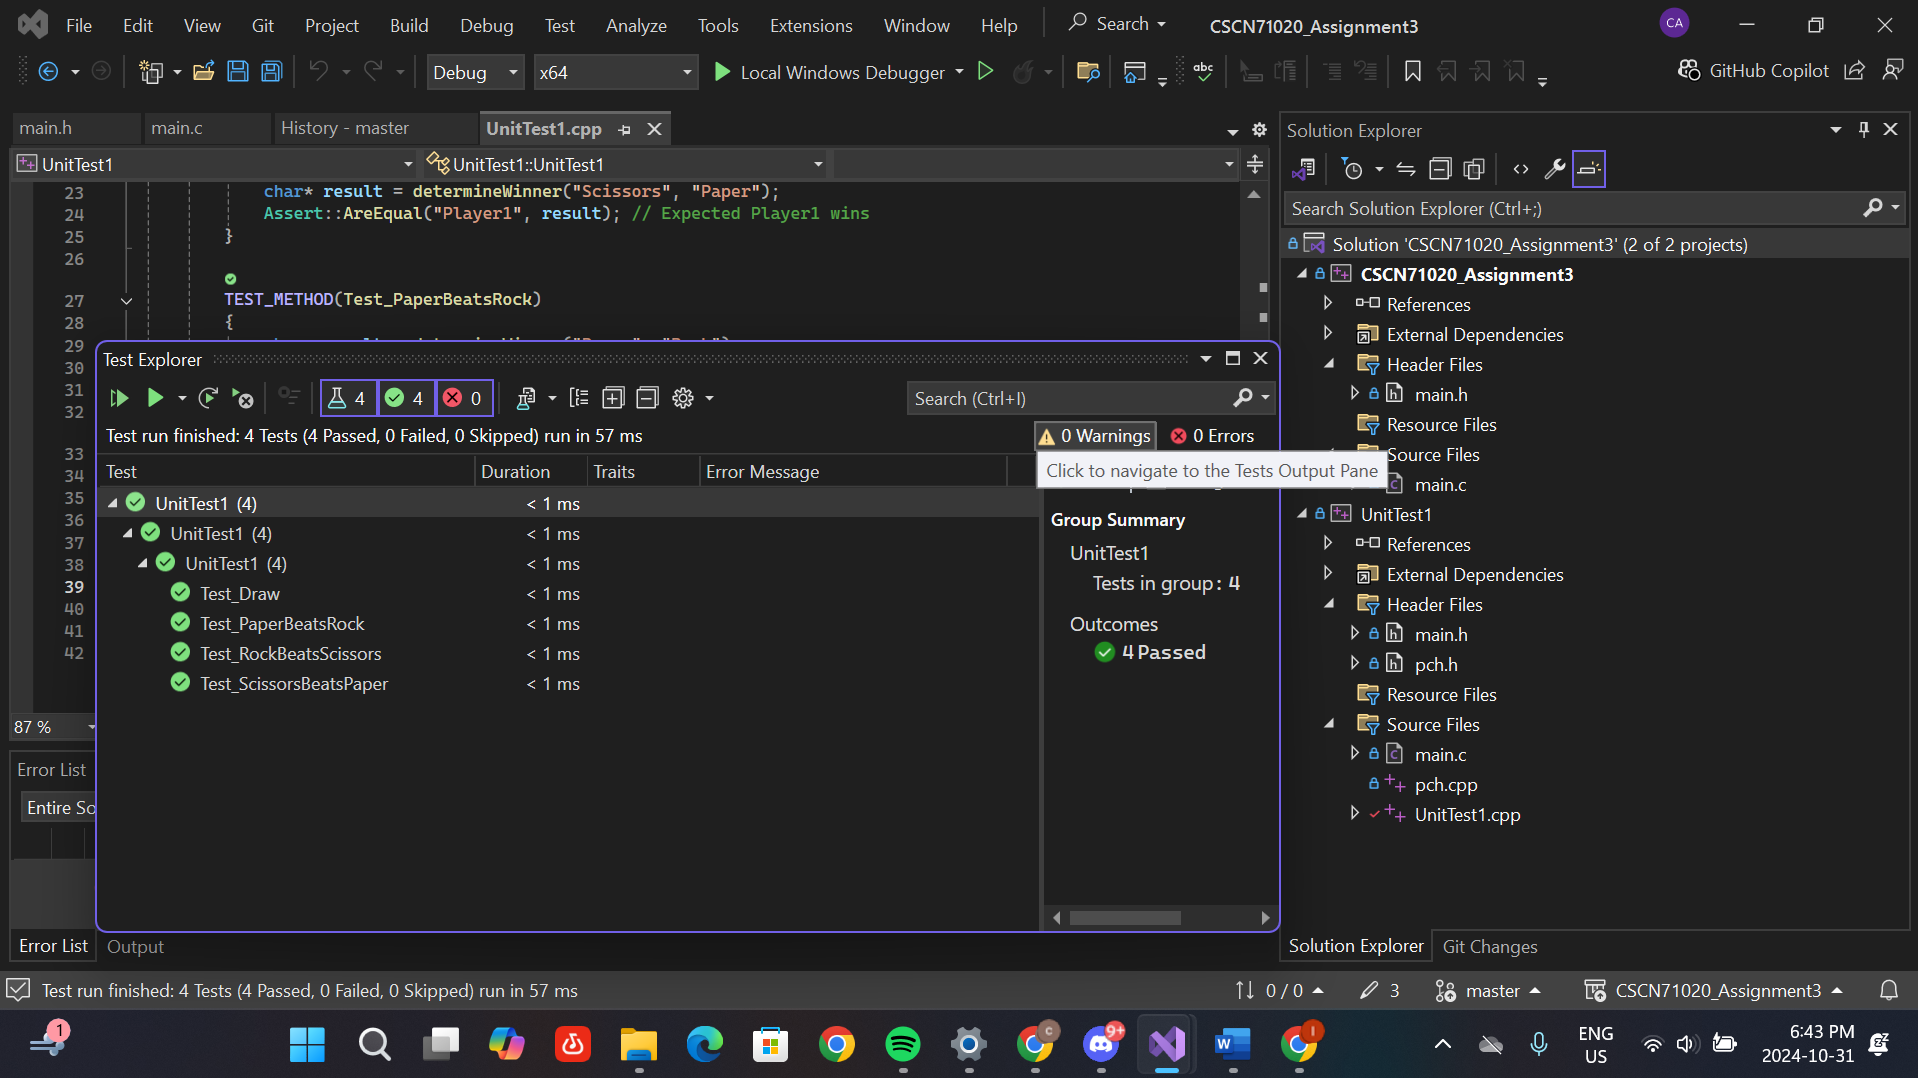 File Edit View Git Project Build Debug Test Analyze Tools Extensions Window Help Search CSCN71020_Assignment3 CA
Debug x64 Local Windows Debugger abc GitHub Copilot
main.h main.c History - master UnitTest1.cpp
UnitTest1 UnitTest1::UnitTest1
23 char* result = determineWinner("Scissors", "Paper");
24 Assert::AreEqual("Player1", result); // Expected Player1 wins
25 }
26
27 TEST_METHOD(Test_PaperBeatsRock)
28 {
29
30
31
32
33
34
35
36
37
38
39
40
41
42
87 %
Error List
Entire So
Error List Output
Test Explorer
4 4 0 Search (Ctrl+I)
Test run finished: 4 Tests (4 Passed, 0 Failed, 0 Skipped) run in 57 ms 0 Warnings 0 Errors
Click to navigate to the Tests Output Pane
Test Duration Traits Error Message
UnitTest1 (4) < 1 ms
UnitTest1 (4) < 1 ms
UnitTest1 (4) < 1 ms
Test_Draw < 1 ms
Test_PaperBeatsRock < 1 ms
Test_RockBeatsScissors < 1 ms
Test_ScissorsBeatsPaper < 1 ms
Group Summary
UnitTest1
Tests in group: 4
Outcomes
4 Passed
Solution Explorer
Search Solution Explorer (Ctrl+;)
Solution 'CSCN71020_Assignment3' (2 of 2 projects)
CSCN71020_Assignment3
References
External Dependencies
Header Files
main.h
Resource Files
Source Files
main.c
UnitTest1
References
External Dependencies
Header Files
main.h
pch.h
Resource Files
Source Files
main.c
pch.cpp
UnitTest1.cpp
Solution Explorer Git Changes
Test run finished: 4 Tests (4 Passed, 0 Failed, 0 Skipped) run in 57 ms 0 / 0 3 master CSCN71020_Assignment3
1 9+ ENG
US
6:43 PM
2024-10-31